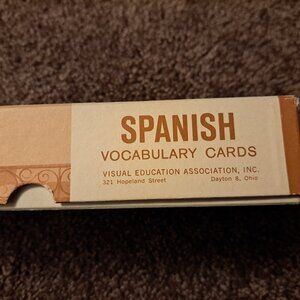 SPANISH
VOCABULARY CARDS
VISUAL EDUCATION ASSOCIATION, INC.
321 Hopeland Street Dayton 8, Ohio